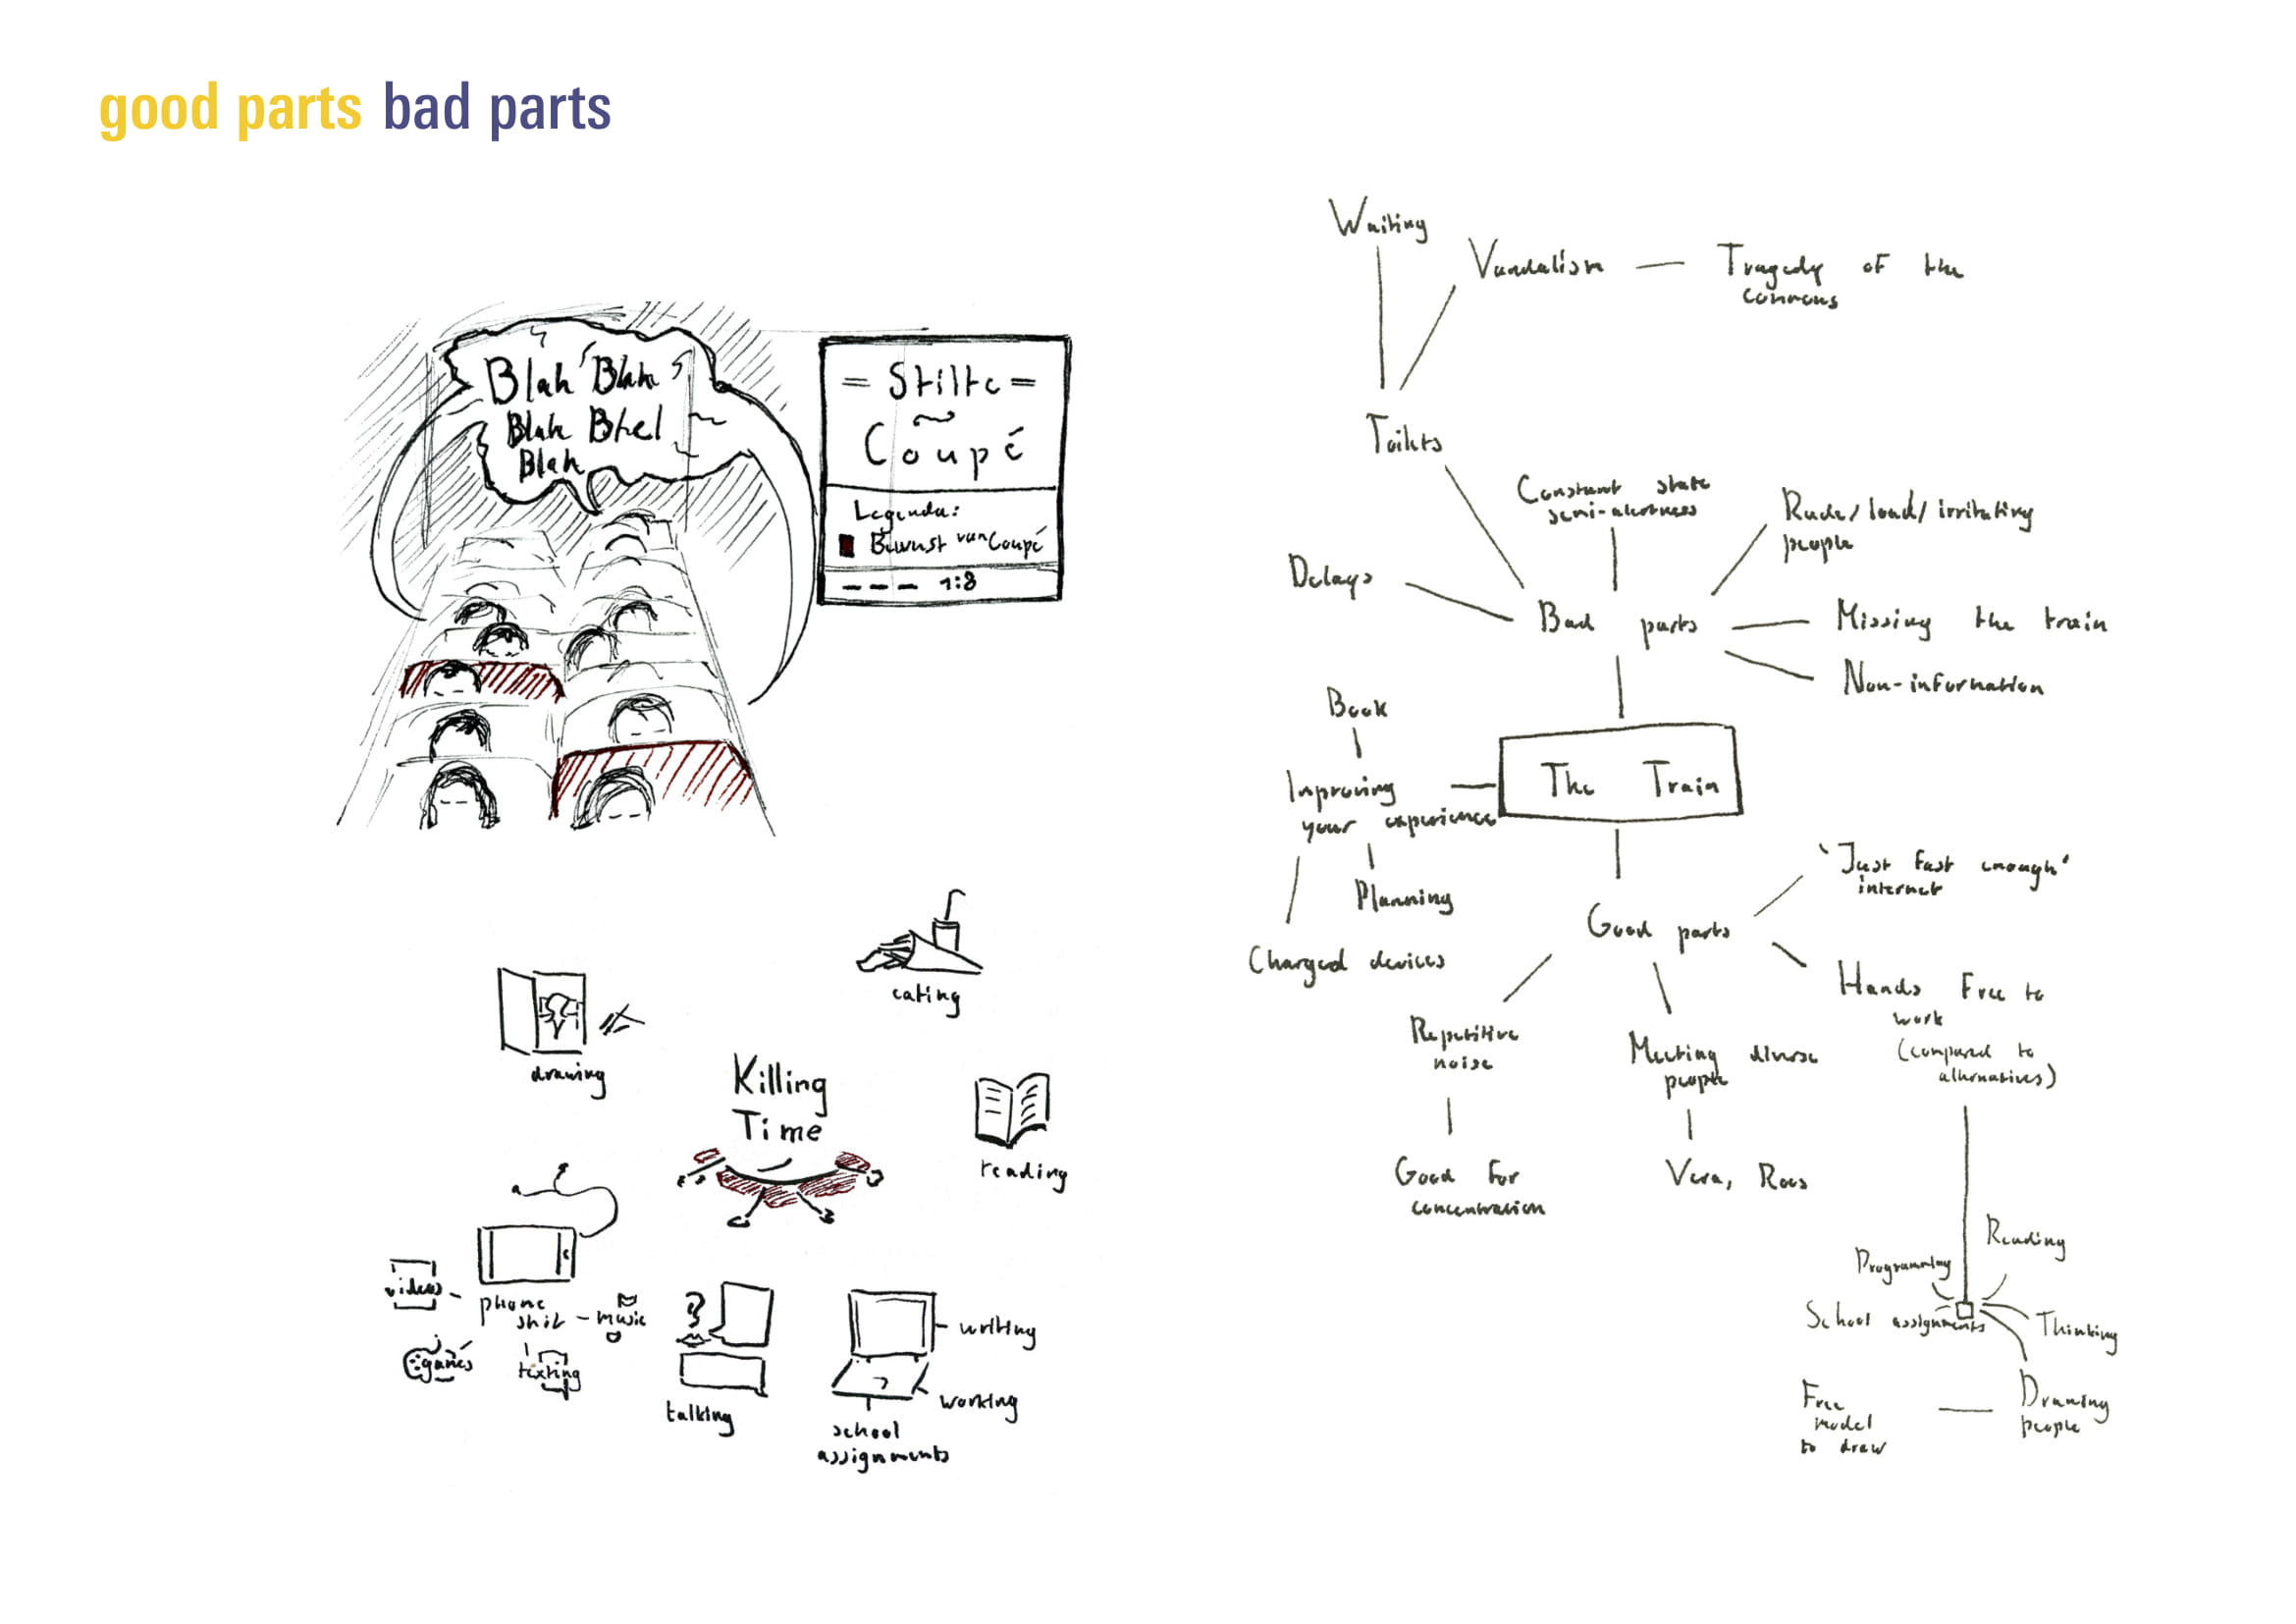 good parts bad parts
Blah Blah
Blah Bhel
Blah
= Stilte =
~
Coupé
Legenda:
Bewust van Coupé
--- 1:8
eating
drawing
Killing
Time
reading
videos
phone
shit
music
games
texting
talking
writing
working
school
assignments
Waiting
Vandalism
Tragedy of the
commons
Toilets
Constant state
semi-alertness
Rude/loud/irritating
people
Delays
Bad parts
Missing the train
Non-information
Book
The Train
Improving
your experience
Planning
Charged devices
'Just fast enough'
internet
Good parts
Hands free to
work
(compared to
alternatives)
Repetitive
noise
Meeting diverse
people
Good for
concentration
Vera, Roos
Reading
Programming
School assignments
Thinking
Drawing
people
Free
model
to draw